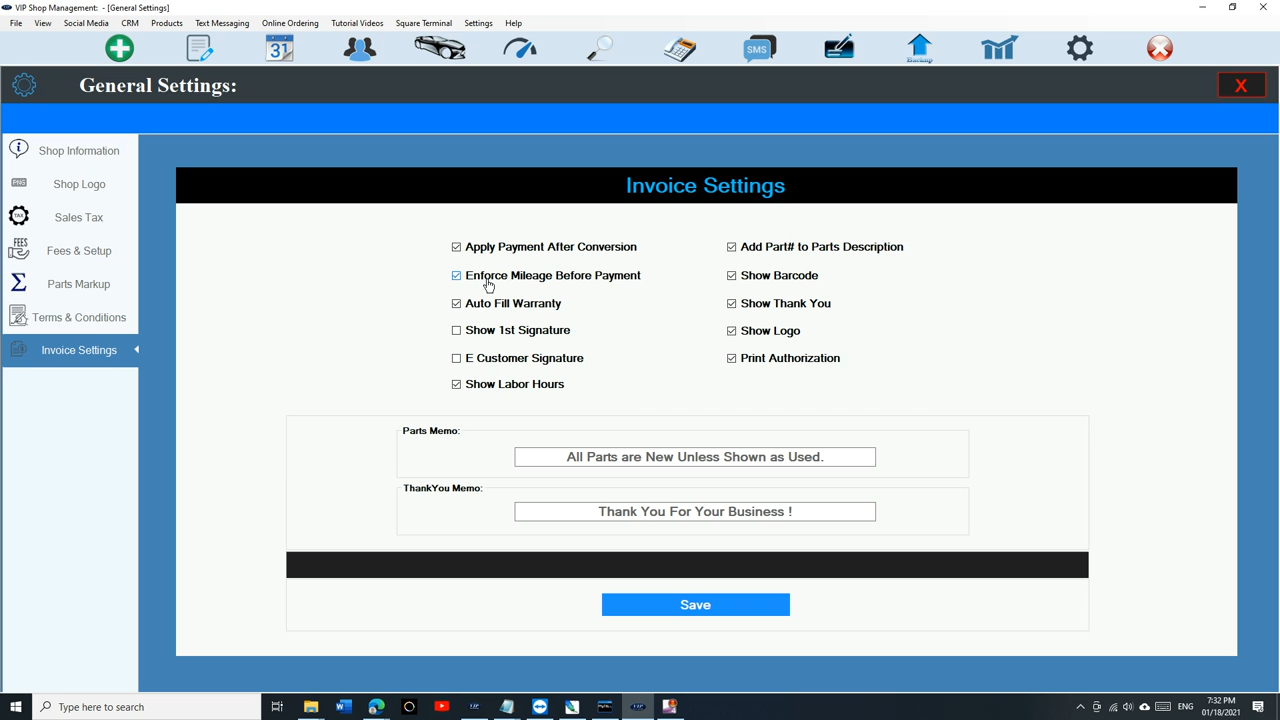 VIP Shop Management: - [General Settings]
File View Social Media CRM Products Text Messaging Online Ordering Tutorial Videos Square Terminal Settings Help
31
SMS
Backup
General Settings:
X
Shop Information
PNG Shop Logo
TAX Sales Tax
FEES Fees & Setup
Σ Parts Markup
Terms & Conditions
Invoice Settings
Invoice Settings
Apply Payment After Conversion
Add Part# to Parts Description
Enforce Mileage Before Payment
Show Barcode
Auto Fill Warranty
Show Thank You
Show 1st Signature
Show Logo
E Customer Signature
Print Authorization
Show Labor Hours
Parts Memo:
All Parts are New Unless Shown as Used.
ThankYou Memo:
Thank You For Your Business !
Save
Type here to search
ENG
7:32 PM
01/18/2021